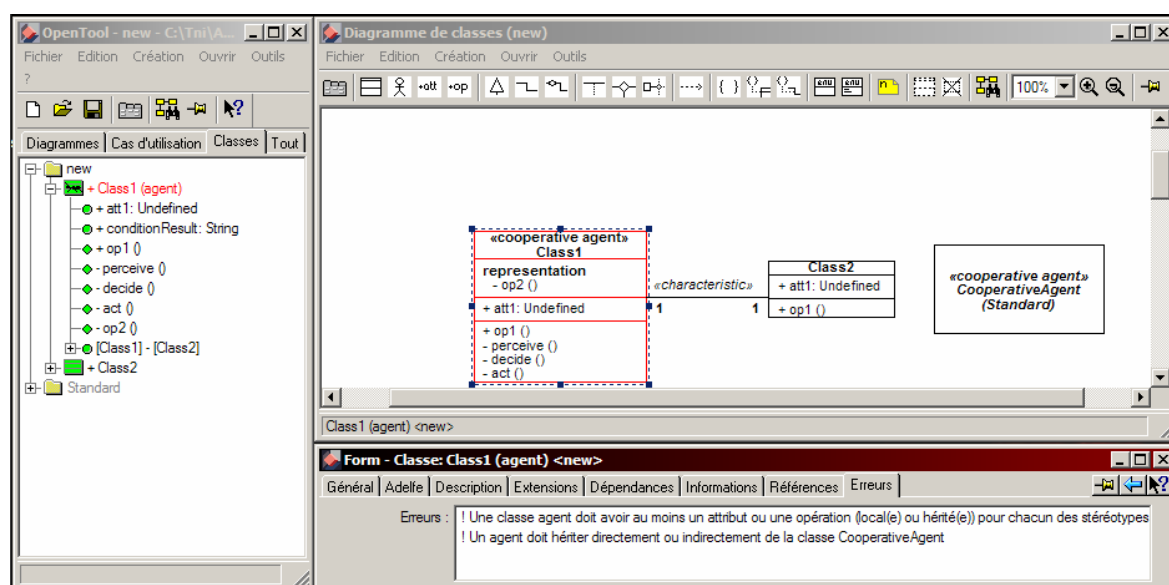 OpenTool - new - C:\Tni\A...
Fichier Edition Création Ouvrir Outils
?
Diagrammes Cas d'utilisation Classes Tout
new
+ Class1 (agent)
+ att1: Undefined
+ conditionResult: String
+ op1 ()
- perceive ()
- decide ()
- act ()
- op2 ()
[Class1] - [Class2]
+ Class2
Standard
Diagramme de classes (new)
Fichier Edition Création Ouvrir Outils
•att •op { } 100%
«cooperative agent»
Class1
representation
- op2 ()
+ att1: Undefined
+ op1 ()
- perceive ()
- decide ()
- act ()
«characteristic»
1 1
Class2
+ att1: Undefined
+ op1 ()
«cooperative agent»
CooperativeAgent
(Standard)
Class1 (agent) <new>
Form - Classe: Class1 (agent) <new>
Général Adelfe Description Extensions Dépendances Informations Références Erreurs
Erreurs : ! Une classe agent doit avoir au moins un attribut ou une opération (local(e) ou hérité(e)) pour chacun des stéréotypes
! Un agent doit hériter directement ou indirectement de la classe CooperativeAgent